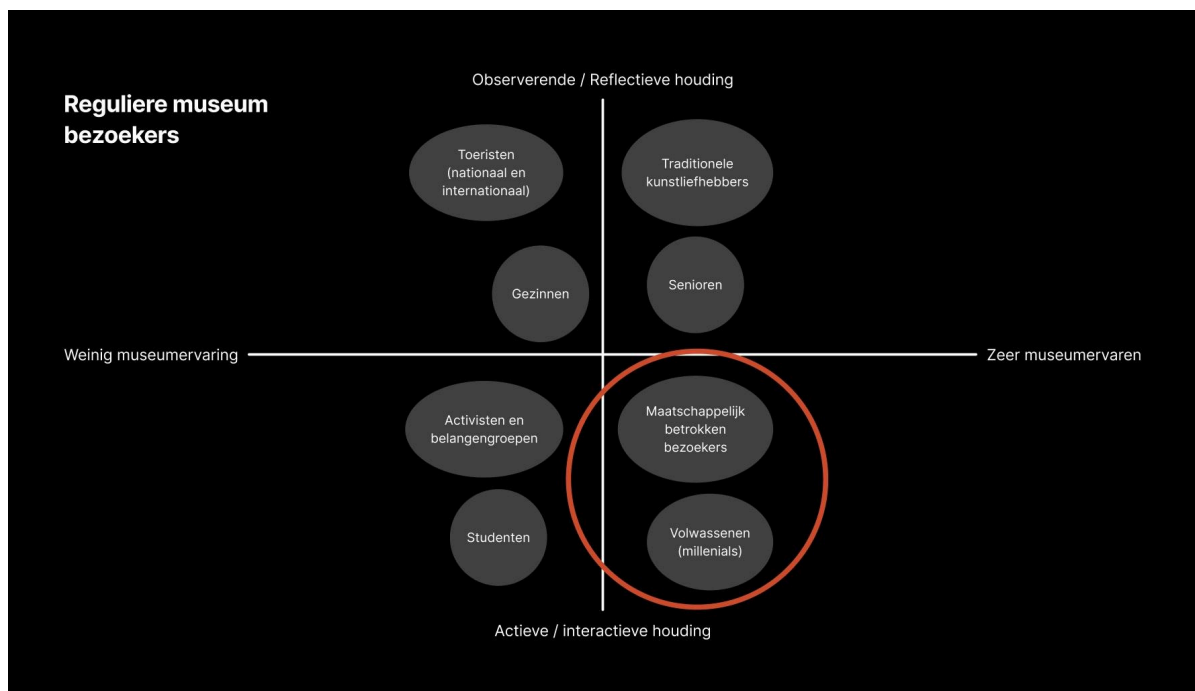 Reguliere museum
bezoekers
Observerende / Reflectieve houding
Toeristen
(nationaal en
internationaal)
Traditionele
kunstliefhebbers
Gezinnen
Senioren
Weinig museumervaring
Zeer museumervaren
Activisten en
belangengroepen
Maatschappelijk
betrokken
bezoekers
Studenten
Volwassenen
(millenials)
Actieve / interactieve houding